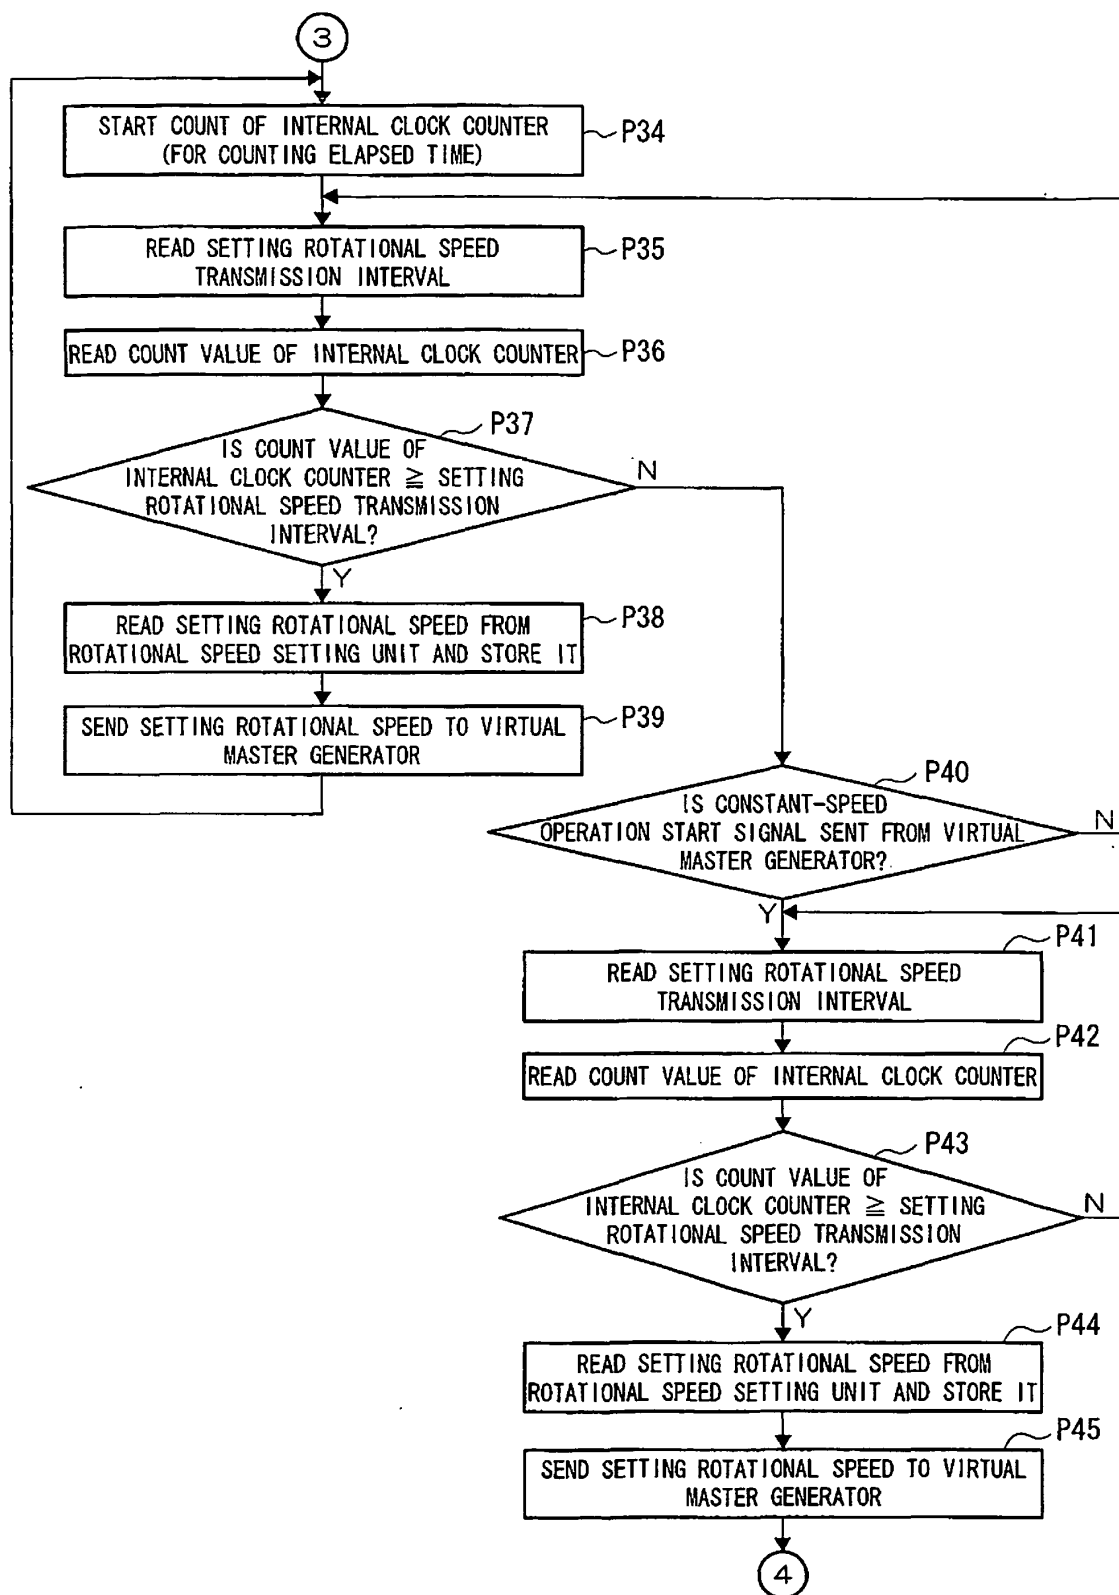 3
START COUNT OF INTERNAL CLOCK COUNTER
(FOR COUNTING ELAPSED TIME)
P34
READ SETTING ROTATIONAL SPEED
TRANSMISSION INTERVAL
P35
READ COUNT VALUE OF INTERNAL CLOCK COUNTER
P36
P37
IS COUNT VALUE OF
INTERNAL CLOCK COUNTER ≧ SETTING
ROTATIONAL SPEED TRANSMISSION
INTERVAL?
N
Y
READ SETTING ROTATIONAL SPEED FROM
ROTATIONAL SPEED SETTING UNIT AND STORE IT
P38
SEND SETTING ROTATIONAL SPEED TO VIRTUAL
MASTER GENERATOR
P39
P40
IS CONSTANT-SPEED
OPERATION START SIGNAL SENT FROM VIRTUAL
MASTER GENERATOR?
N
Y
P41
READ SETTING ROTATIONAL SPEED
TRANSMISSION INTERVAL
P42
READ COUNT VALUE OF INTERNAL CLOCK COUNTER
P43
IS COUNT VALUE OF
INTERNAL CLOCK COUNTER ≧ SETTING
ROTATIONAL SPEED TRANSMISSION
INTERVAL?
N
Y
P44
READ SETTING ROTATIONAL SPEED FROM
ROTATIONAL SPEED SETTING UNIT AND STORE IT
P45
SEND SETTING ROTATIONAL SPEED TO VIRTUAL
MASTER GENERATOR
4